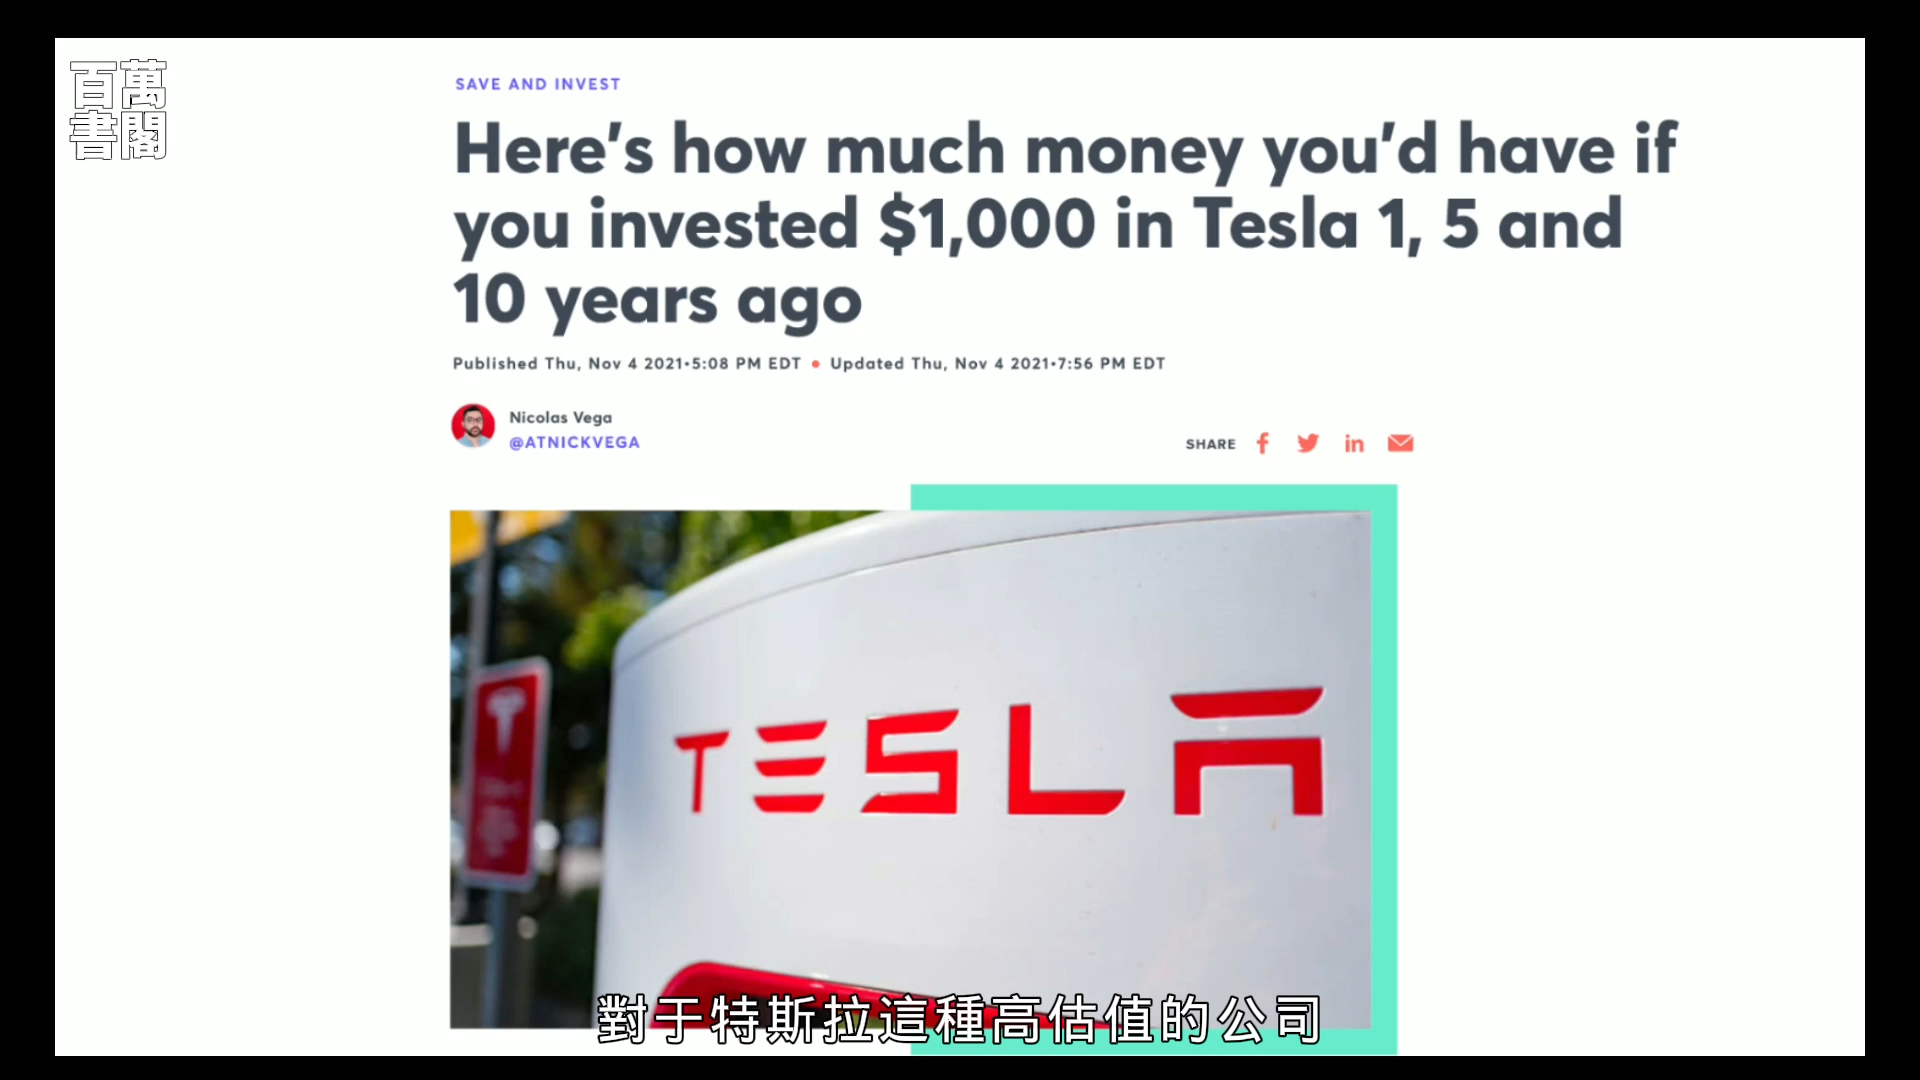 百萬
書閣
SAVE AND INVEST
Here's how much money you'd have if
you invested $1,000 in Tesla 1, 5 and
10 years ago
Published Thu, Nov 4 2021•5:08 PM EDT • Updated Thu, Nov 4 2021•7:56 PM EDT
Nicolas Vega
@ATNICKVEGA
SHARE
TESLA
對于特斯拉這種高估值的公司